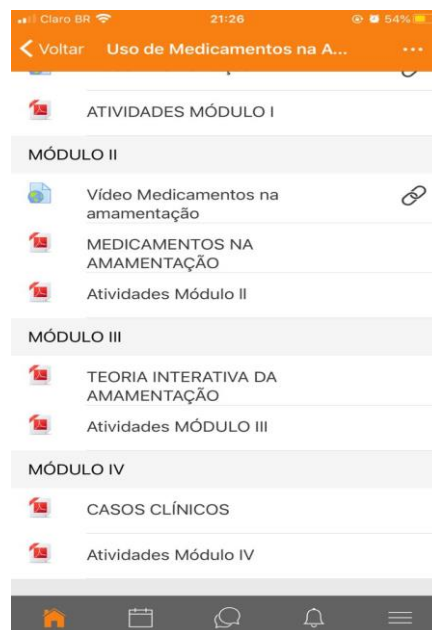 Claro BR 21:26 54%
Voltar Uso de Medicamentos na A...
ATIVIDADES MÓDULO I
MÓDULO II
Vídeo Medicamentos na
amamentação
MEDICAMENTOS NA
AMAMENTAÇÃO
Atividades Módulo ll
MÓDULO III
TEORIA INTERATIVA DA
AMAMENTAÇÃO
Atividades MÓDULO III
MÓDULO IV
CASOS CLÍNICOS
Atividades Módulo IV